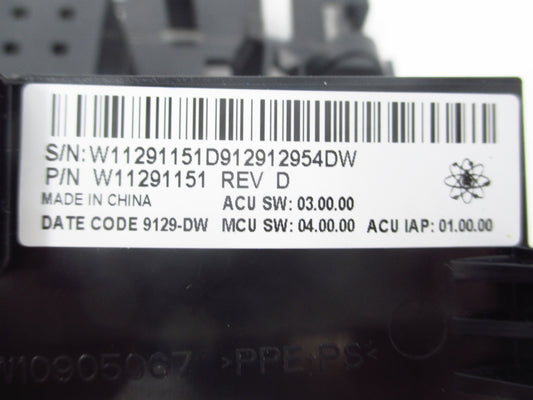 S/N:W11291151D912912954DW
P/N W11291151 REV D
MADE IN CHINA ACU SW: 03.00.00
DATE CODE 9129-DW MCU SW: 04.00.00 ACU IAP: 01.00.00
W10905067 >PPE+PS<